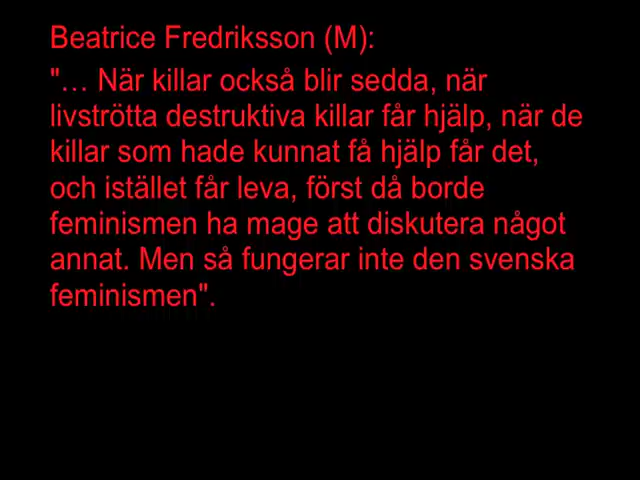 Beatrice Fredriksson (M):
"… När killar också blir sedda, när
livströtta destruktiva killar får hjälp, när de
killar som hade kunnat få hjälp får det,
och istället får leva, först då borde
feminismen ha mage att diskutera något
annat. Men så fungerar inte den svenska
feminismen".